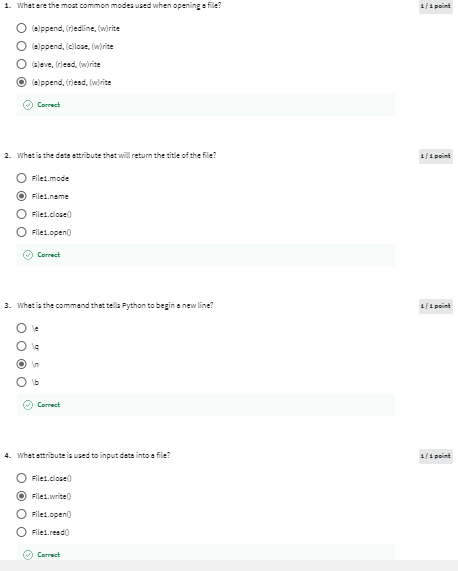 1. What are the most common modes used when opening a file?
1 / 1 point
(a)ppend, (r)edline, (w)rite
(a)ppend, (c)lose, (w)rite
(s)ave, (r)ead, (w)rite
(a)ppend, (r)ead, (w)rite
Correct
2. What is the data attribute that will return the title of the file?
1 / 1 point
File1.mode
File1.name
File1.close()
File1.open()
Correct
3. What is the command that tells Python to begin a new line?
1 / 1 point
\e
\q
\n
\b
Correct
4. What attribute is used to input data into a file?
1 / 1 point
File1.close()
File1.write()
File1.open()
File1.read()
Correct